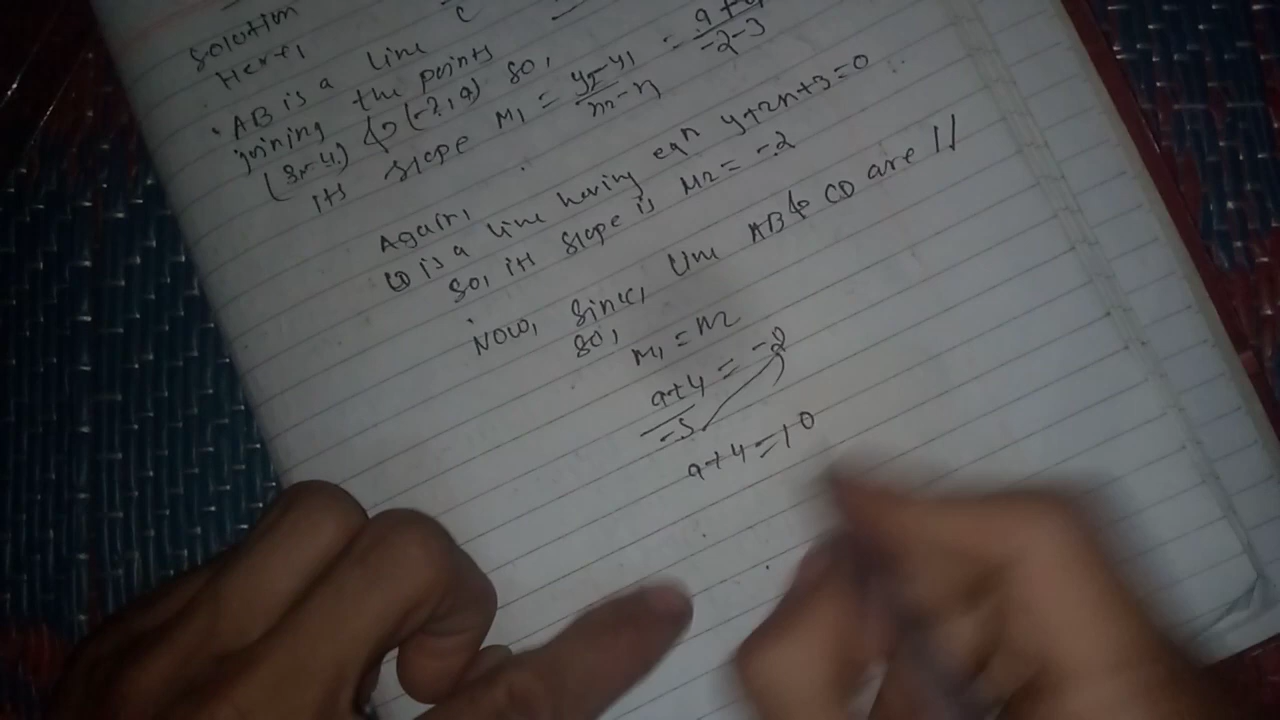 Solution
Here,
AB is a line
joining the points
(3,-4) & (-2, a) so,
its slope M₁ = y₂-y₁/x₂-x₁ = a+4/-2-3
Again,
CD is a line having eqn y+2x+3=0
so, its slope is M₂ = -2
Now, since, line AB & CD are //
so,
M₁ = M₂
a+4/-5 = -2
a+4=10